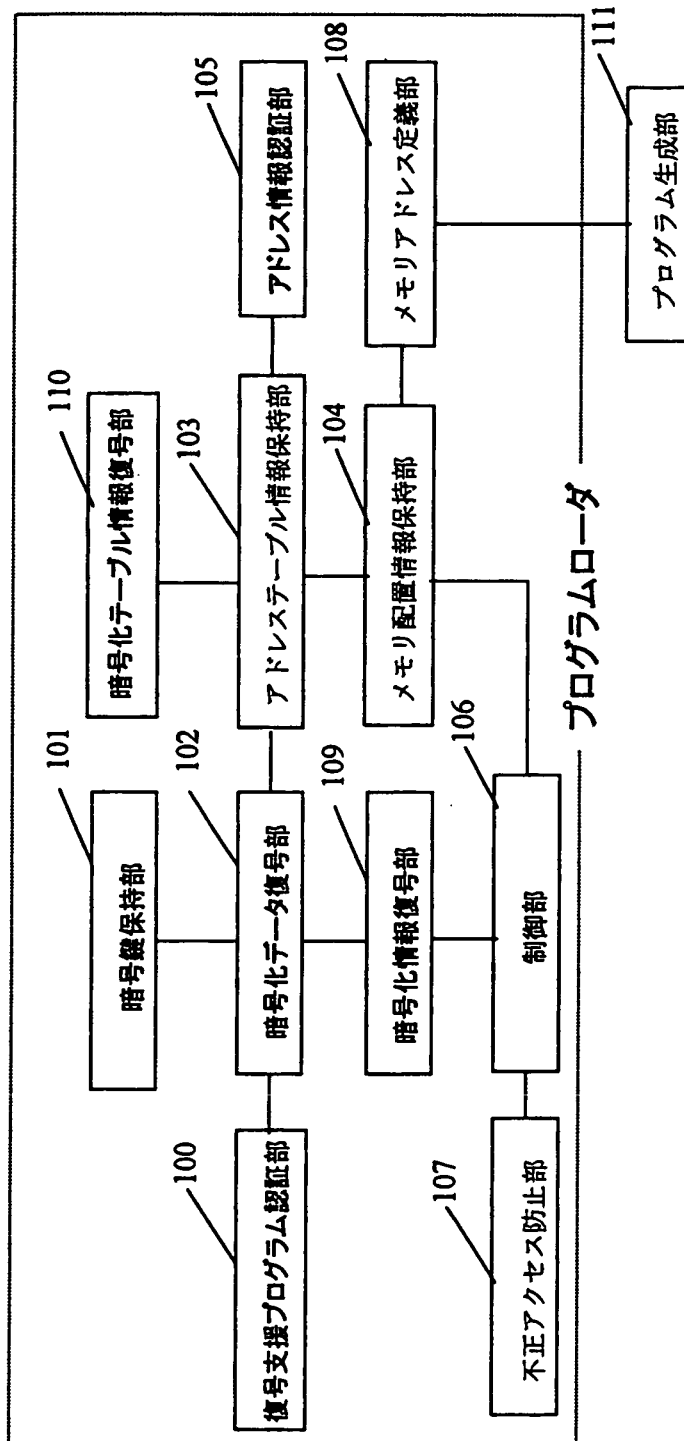 101
暗号鍵保持部
110
暗号化テーブル情報復号部
105
アドレス情報認証部
100
復号支援プログラム認証部
102
暗号化データ復号部
103
アドレステーブル情報保持部
108
メモリアドレス定義部
109
暗号化情報復号部
104
メモリ配置情報保持部
107
不正アクセス防止部
106
制御部
プログラムローダ
111
プログラム生成部